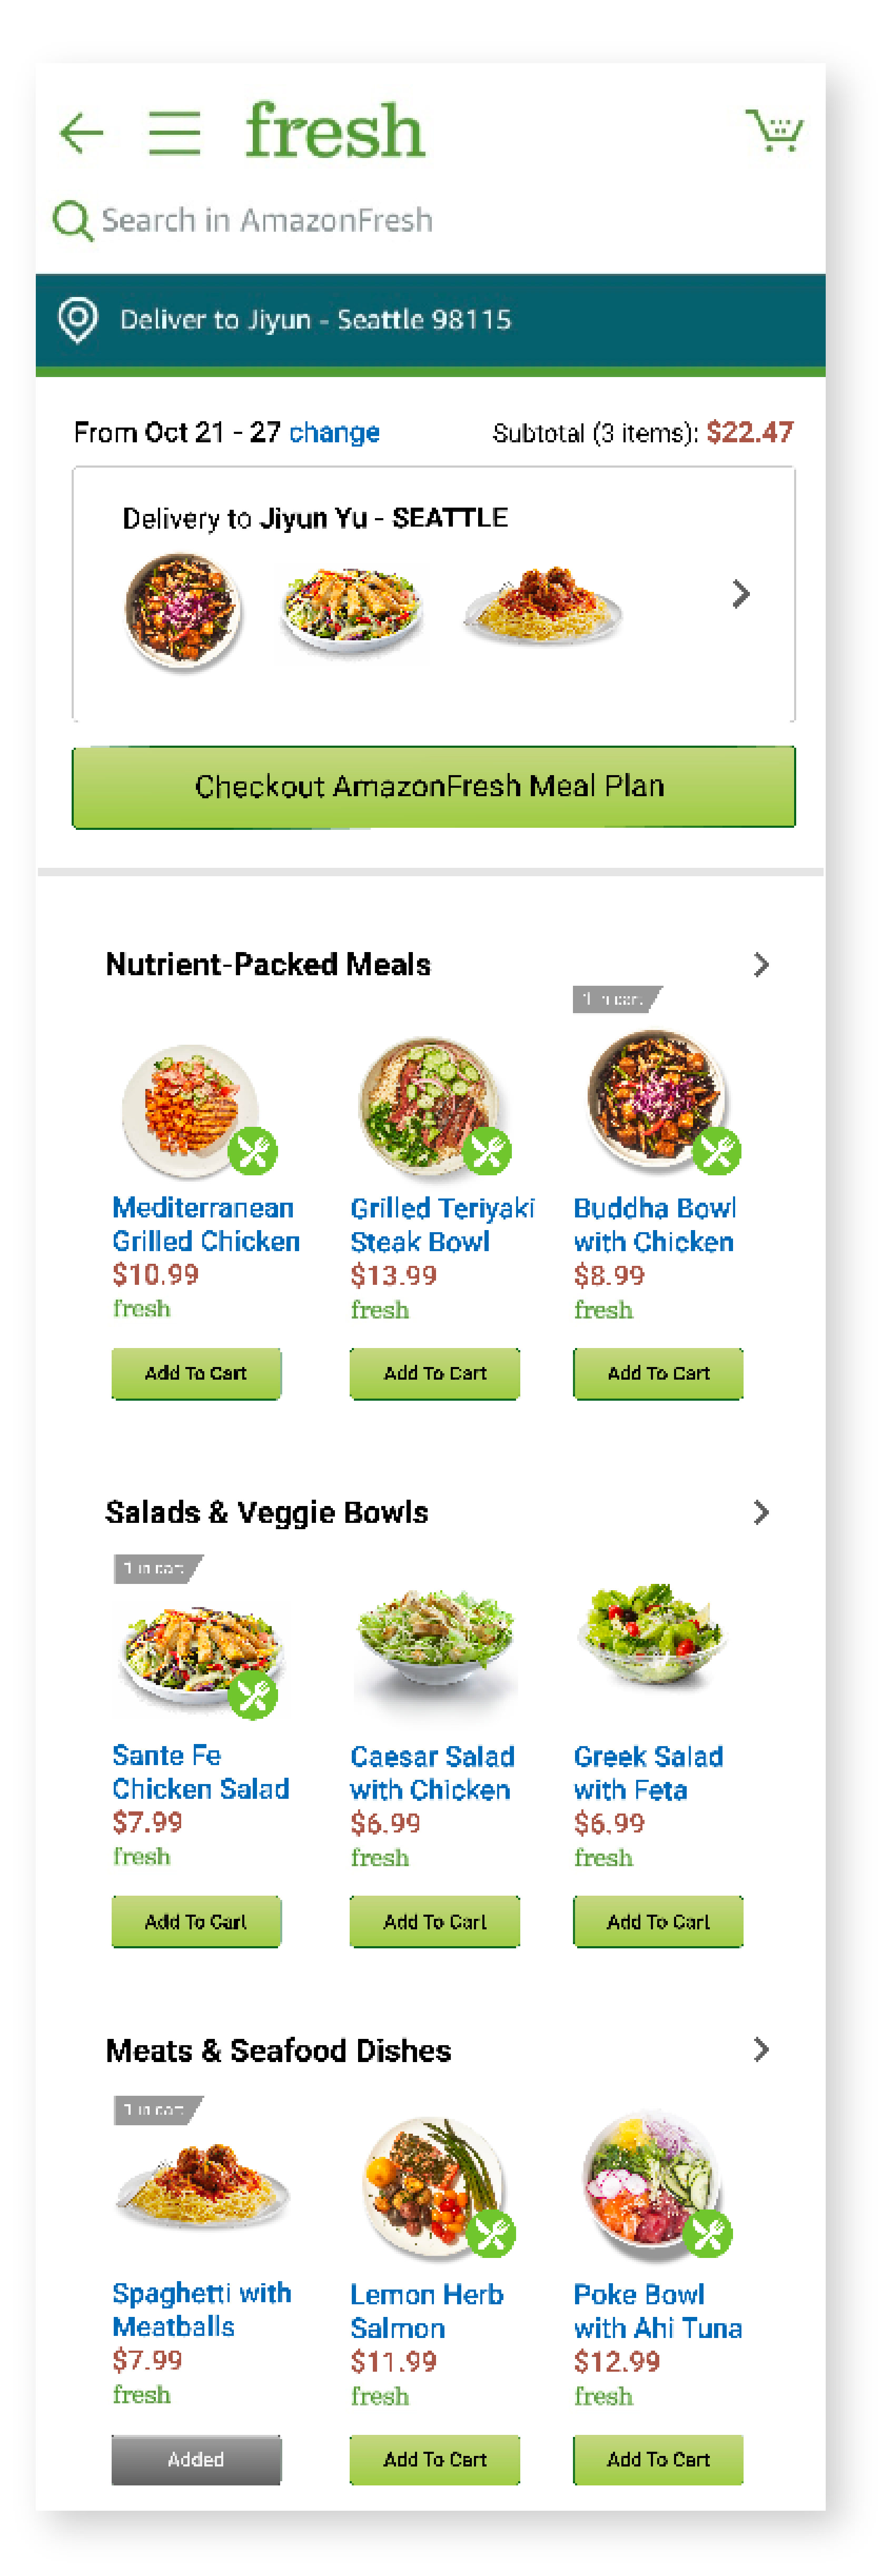 fresh
Search in AmazonFresh
Deliver to Jiyun - Seattle 98115
From Oct 21 - 27 change
Subtotal (3 items): $22.47
Delivery to Jiyun Yu - SEATTLE
Checkout AmazonFresh Meal Plan
Nutrient-Packed Meals
1 in cart
Mediterranean
Grilled Chicken
$10.99
fresh
Add To Cart
Grilled Teriyaki
Steak Bowl
$13.99
fresh
Add To Cart
Buddha Bowl
with Chicken
$8.99
fresh
Add To Cart
Salads & Veggie Bowls
1 in cart
Sante Fe
Chicken Salad
$7.99
fresh
Add To Cart
Caesar Salad
with Chicken
$6.99
fresh
Add To Cart
Greek Salad
with Feta
$6.99
fresh
Add To Cart
Meats & Seafood Dishes
1 in cart
Spaghetti with
Meatballs
$7.99
fresh
Added
Lemon Herb
Salmon
$11.99
fresh
Add To Cart
Poke Bowl
with Ahi Tuna
$12.99
fresh
Add To Cart